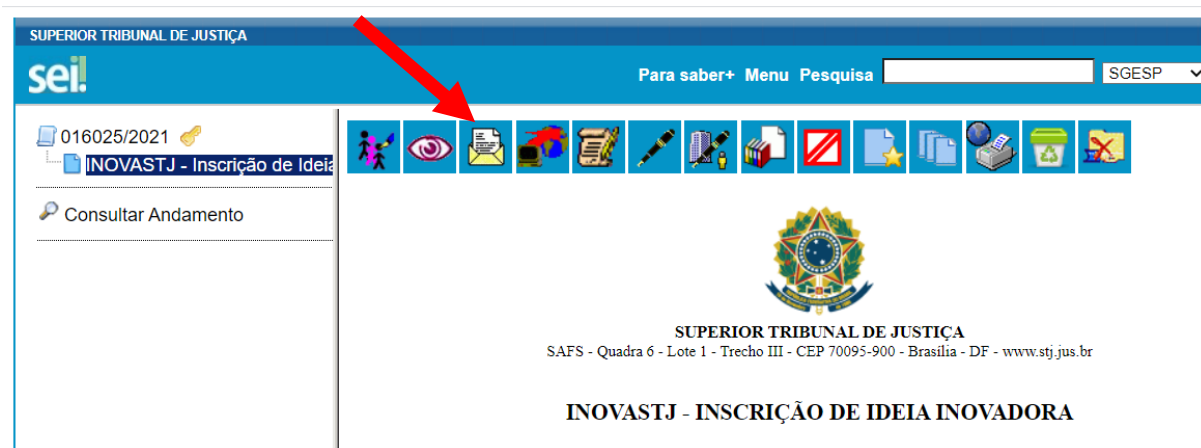 SUPERIOR TRIBUNAL DE JUSTIÇA
sei!
Para saber+ Menu Pesquisa SGESP
016025/2021
INOVASTJ - Inscrição de Ideia
Consultar Andamento
SUPERIOR TRIBUNAL DE JUSTIÇA
SAFS - Quadra 6 - Lote 1 - Trecho III - CEP 70095-900 - Brasília - DF - www.stj.jus.br
INOVASTJ - INSCRIÇÃO DE IDEIA INOVADORA